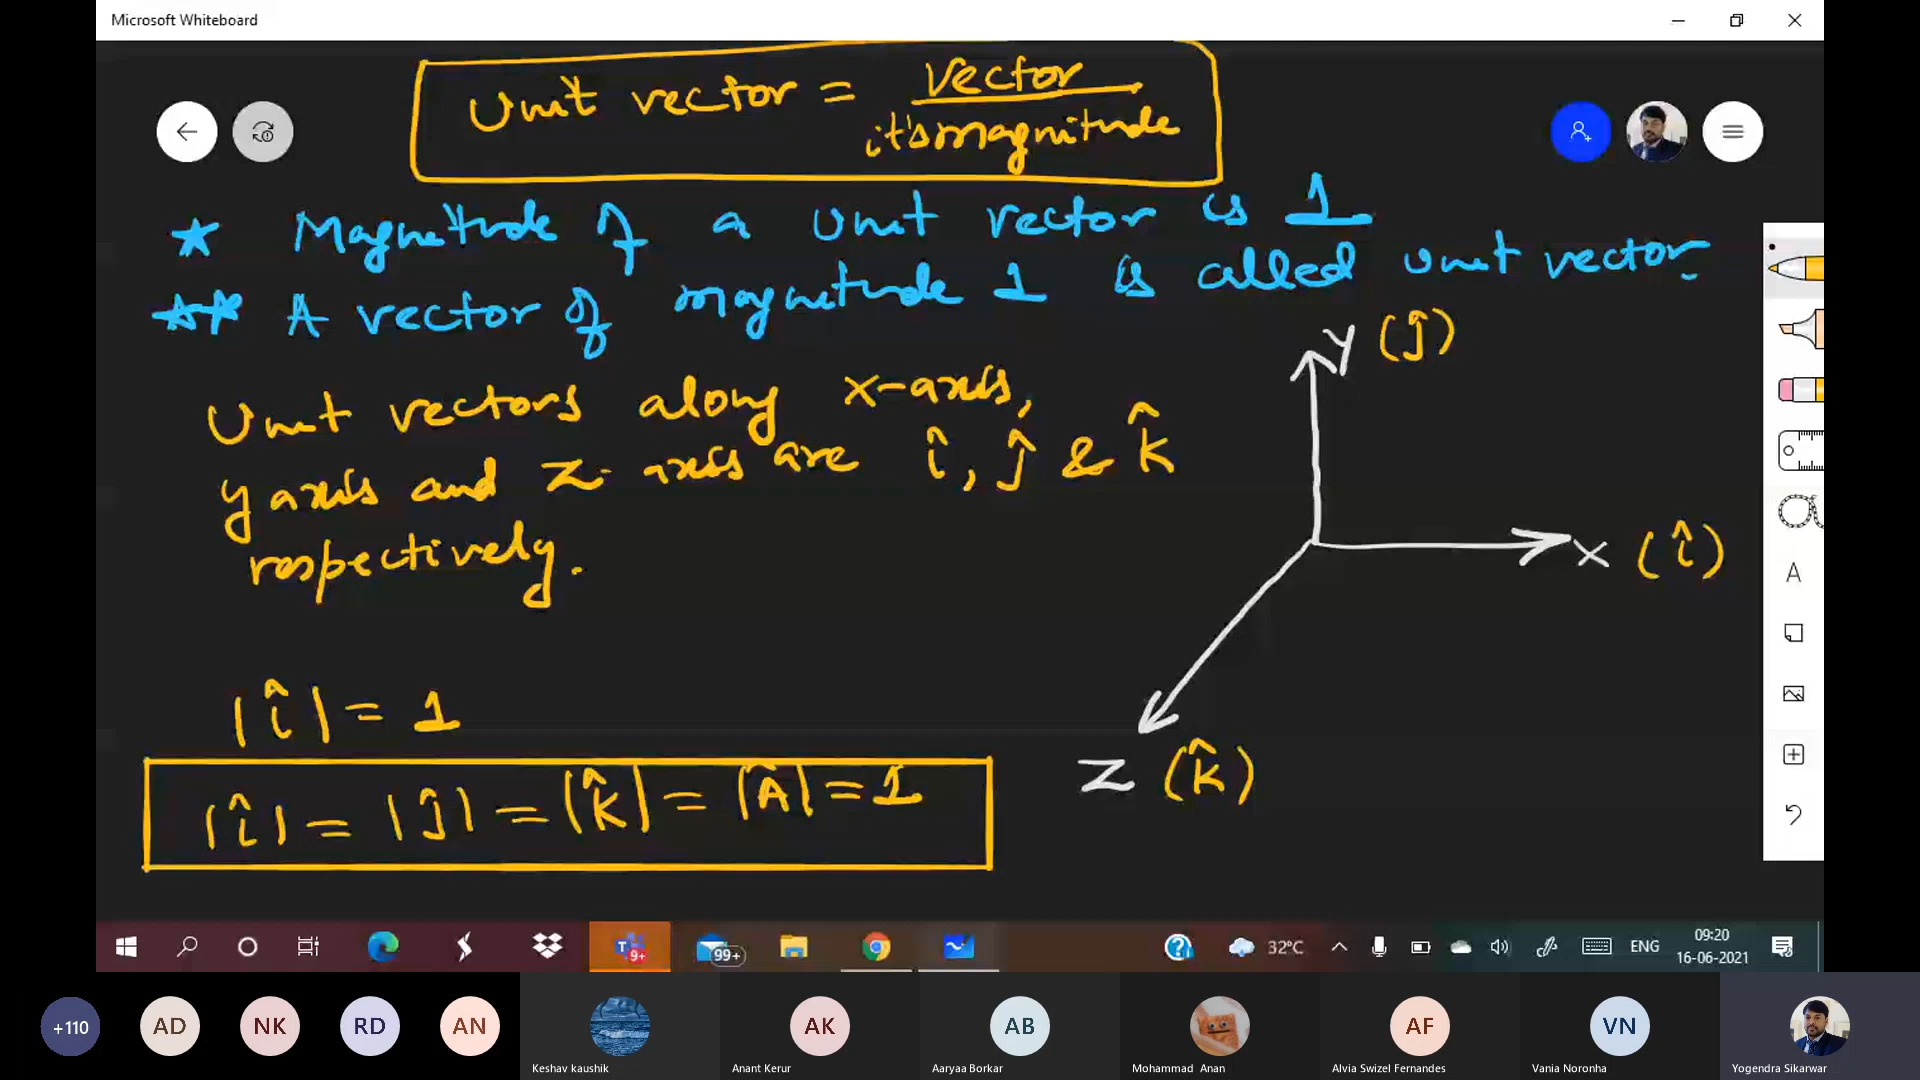 Microsoft Whiteboard
Unit vector = vector / it's magnitude
★ Magnitude of a unit vector is 1
★★ A vector of magnitude 1 is called unit vector.
Unit vectors along x-axis,
y axis and z-axis are î, ĵ & k̂
respectively.
y (ĵ)
x (î)
z (k̂)
|î| = 1
|î| = |ĵ| = |k̂| = |Â| = 1
A
9+
99+
32°C
ENG
09:20
16-06-2021
+110
AD
NK
RD
AN
AK
AB
AF
VN
Keshav kaushik
Anant Kerur
Aaryaa Borkar
Mohammad Anan
Alvia Swizel Fernandes
Vania Noronha
Yogendra Sikarwar